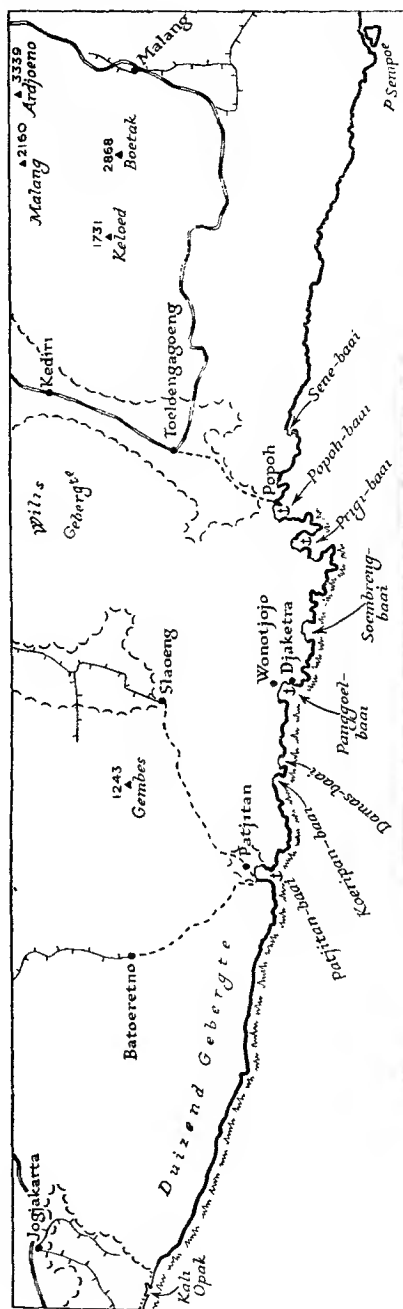 Jogjakarta
Kali
Opak
Duizend Gebergte
Batoeretno
1243
Gembes
Slaoeng
Patjitan
Patjitan-baai
Koeripan-baai
Damas-baai
Panggoel-
baai
Wonotjojo
Djaketra
Soembreng-
baai
Prigi-baai
Popoh-baai
Popoh
Sene-baai
Wilis
Gebergte
Kediri
Toeloengagoeng
1731
Keloed
2868
Boetak
2160
Malang
3339
Ardjoeno
Malang
P Sempoe